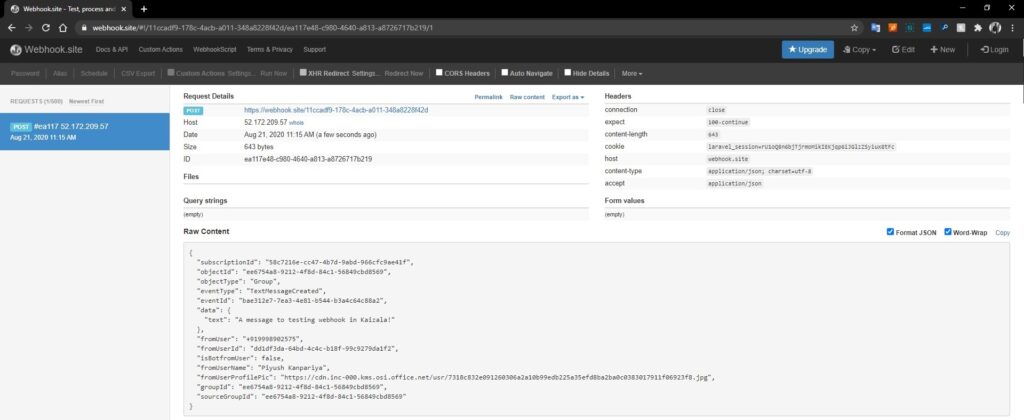 Webhook.site - Test, process and
webhook.site/#!/11ccadf9-178c-4acb-a011-348a8228f42d/ea117e48-c980-4640-a813-a8726717b219/1
Webhook.site Docs & API Custom Actions WebhookScript Terms & Privacy Support Upgrade Copy Edit New Login
Password Alias Schedule CSV Export Custom Actions Settings... Run Now XHR Redirect Settings... Redirect Now CORS Headers Auto Navigate Hide Details More
REQUESTS (1/500) Newest First
POST #ea117 52.172.209.57
Aug 21, 2020 11:15 AM
Request Details Permalink Raw content Export as
POST https://webhook.site/11ccadf9-178c-4acb-a011-348a8228f42d
Host 52.172.209.57 whois
Date Aug 21, 2020 11:15 AM (a few seconds ago)
Size 643 bytes
ID ea117e48-c980-4640-a813-a8726717b219
Files
Query strings
(empty)
Headers
connection close
expect 100-continue
content-length 643
cookie
host webhook.site
content-type application/json; charset=utf-8
accept application/json
Form values
(empty)
Raw Content Format JSON Word-Wrap Copy
{
"subscriptionId": "58c7216e-cc47-4b7d-9abd-966cfc9ae41f",
"objectId": "ee6754a8-9212-4f8d-84c1-56849cbd8569",
"objectType": "Group",
"eventType": "TextMessageCreated",
"eventId": "bae312e7-7ea3-4e81-b544-b3a4c64c88a2",
"data": {
"text": "A message to testing webhook in Kaizala!"
},
"fromUser": "+919998902575",
"fromUserId": "dd1df3da-64bd-4c4c-b18f-99c9279da1f2",
"isBotfromUser": false,
"fromUserName": "Piyush Kanpariya",
"fromUserProfilePic": "https://cdn.inc-000.kms.osi.office.net/usr/7318c832e091260306a2a10b99edb225a35efd8ba2ba0c0383017911f06923f8.jpg",
"groupId": "ee6754a8-9212-4f8d-84c1-56849cbd8569",
"sourceGroupId": "ee6754a8-9212-4f8d-84c1-56849cbd8569"
}